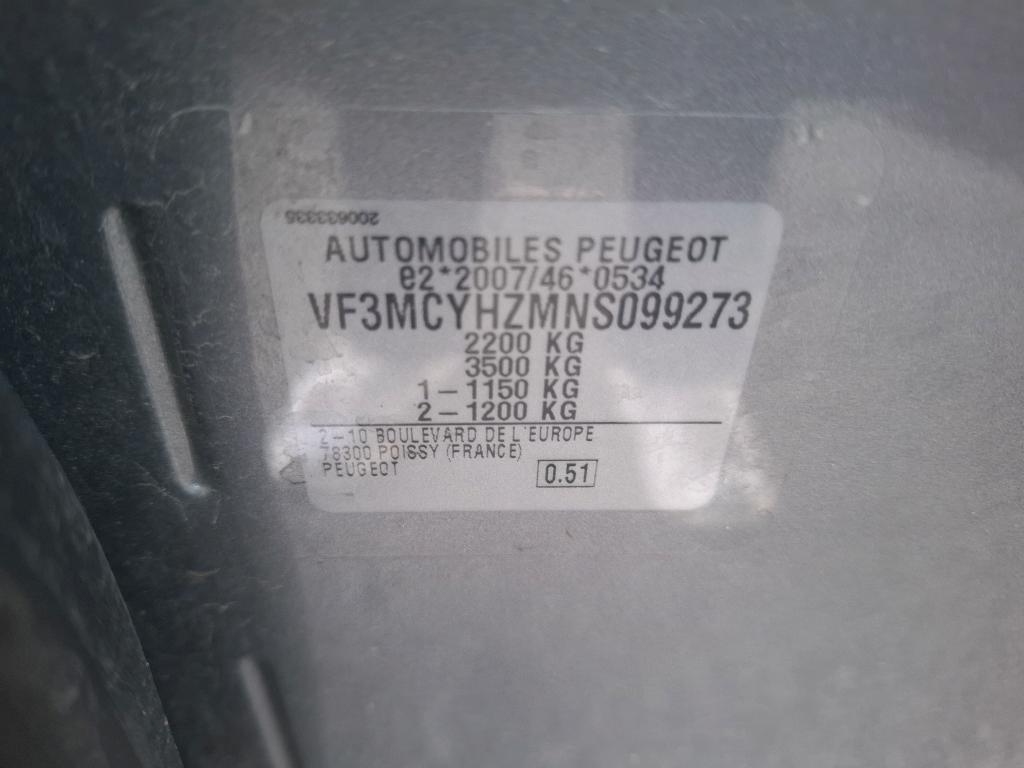 200633335
AUTOMOBILES PEUGEOT
e2*2007/46*0534
VF3MCYHZMNS099273
2200 KG
3500 KG
1-1150 KG
2-1200 KG
2-10 BOULEVARD DE L'EUROPE
78300 POISSY (FRANCE)
PEUGEOT
0.51